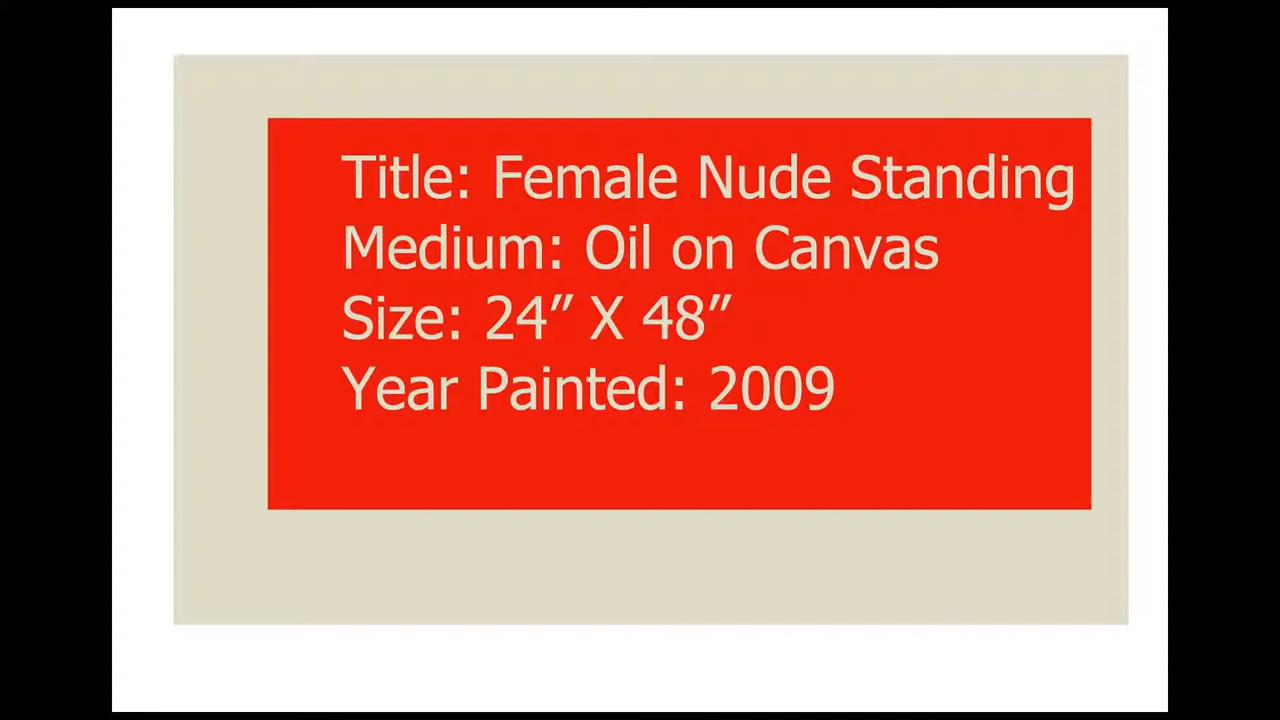 Title: Female Nude Standing
Medium: Oil on Canvas
Size: 24” X 48”
Year Painted: 2009